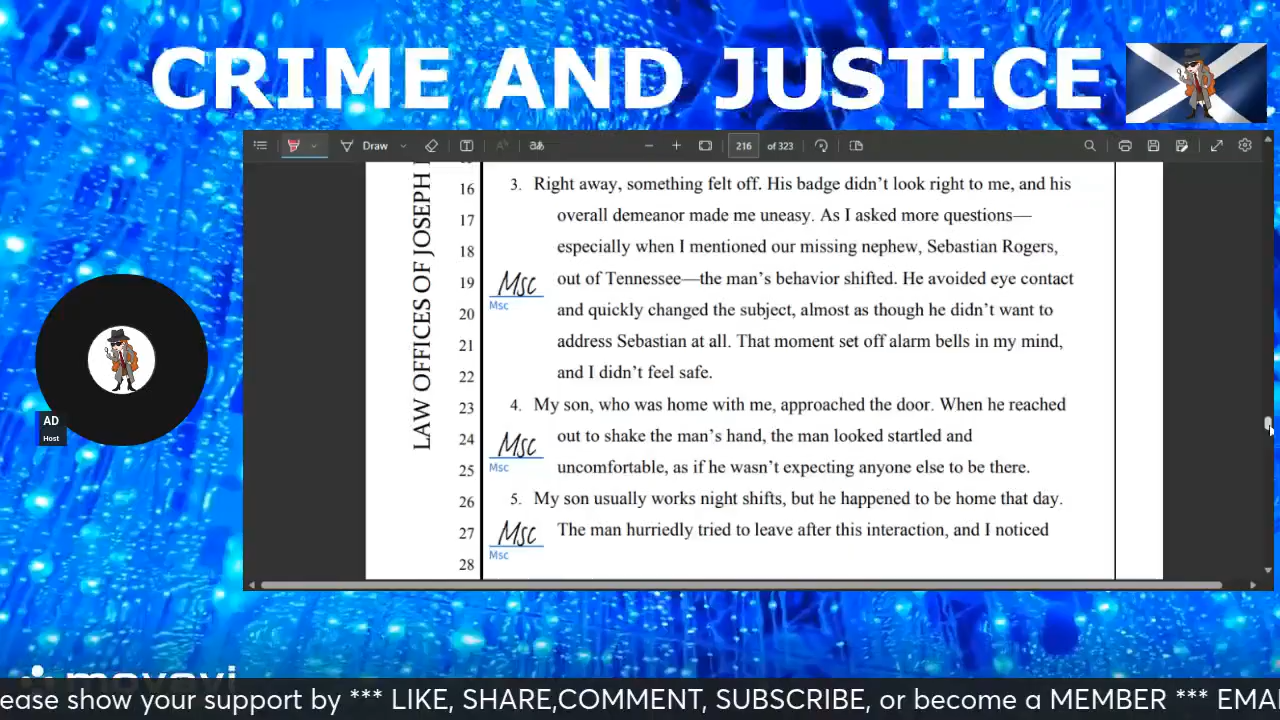 CRIME AND JUSTICE
Draw
216
of 323
LAW OFFICES OF JOSEPH
16
3. Right away, something felt off. His badge didn't look right to me, and his
17
overall demeanor made me uneasy. As I asked more questions—
18
especially when I mentioned our missing nephew, Sebastian Rogers,
19
Msc
out of Tennessee—the man's behavior shifted. He avoided eye contact
20
Msc
and quickly changed the subject, almost as though he didn't want to
21
address Sebastian at all. That moment set off alarm bells in my mind,
22
and I didn't feel safe.
23
4. My son, who was home with me, approached the door. When he reached
24
Msc
out to shake the man's hand, the man looked startled and
25
Msc
uncomfortable, as if he wasn't expecting anyone else to be there.
26
5. My son usually works night shifts, but he happened to be home that day.
27
Msc
The man hurriedly tried to leave after this interaction, and I noticed
28
Msc
AD
Host
movavi
ease show your support by *** LIKE, SHARE,COMMENT, SUBSCRIBE, or become a MEMBER *** EMA